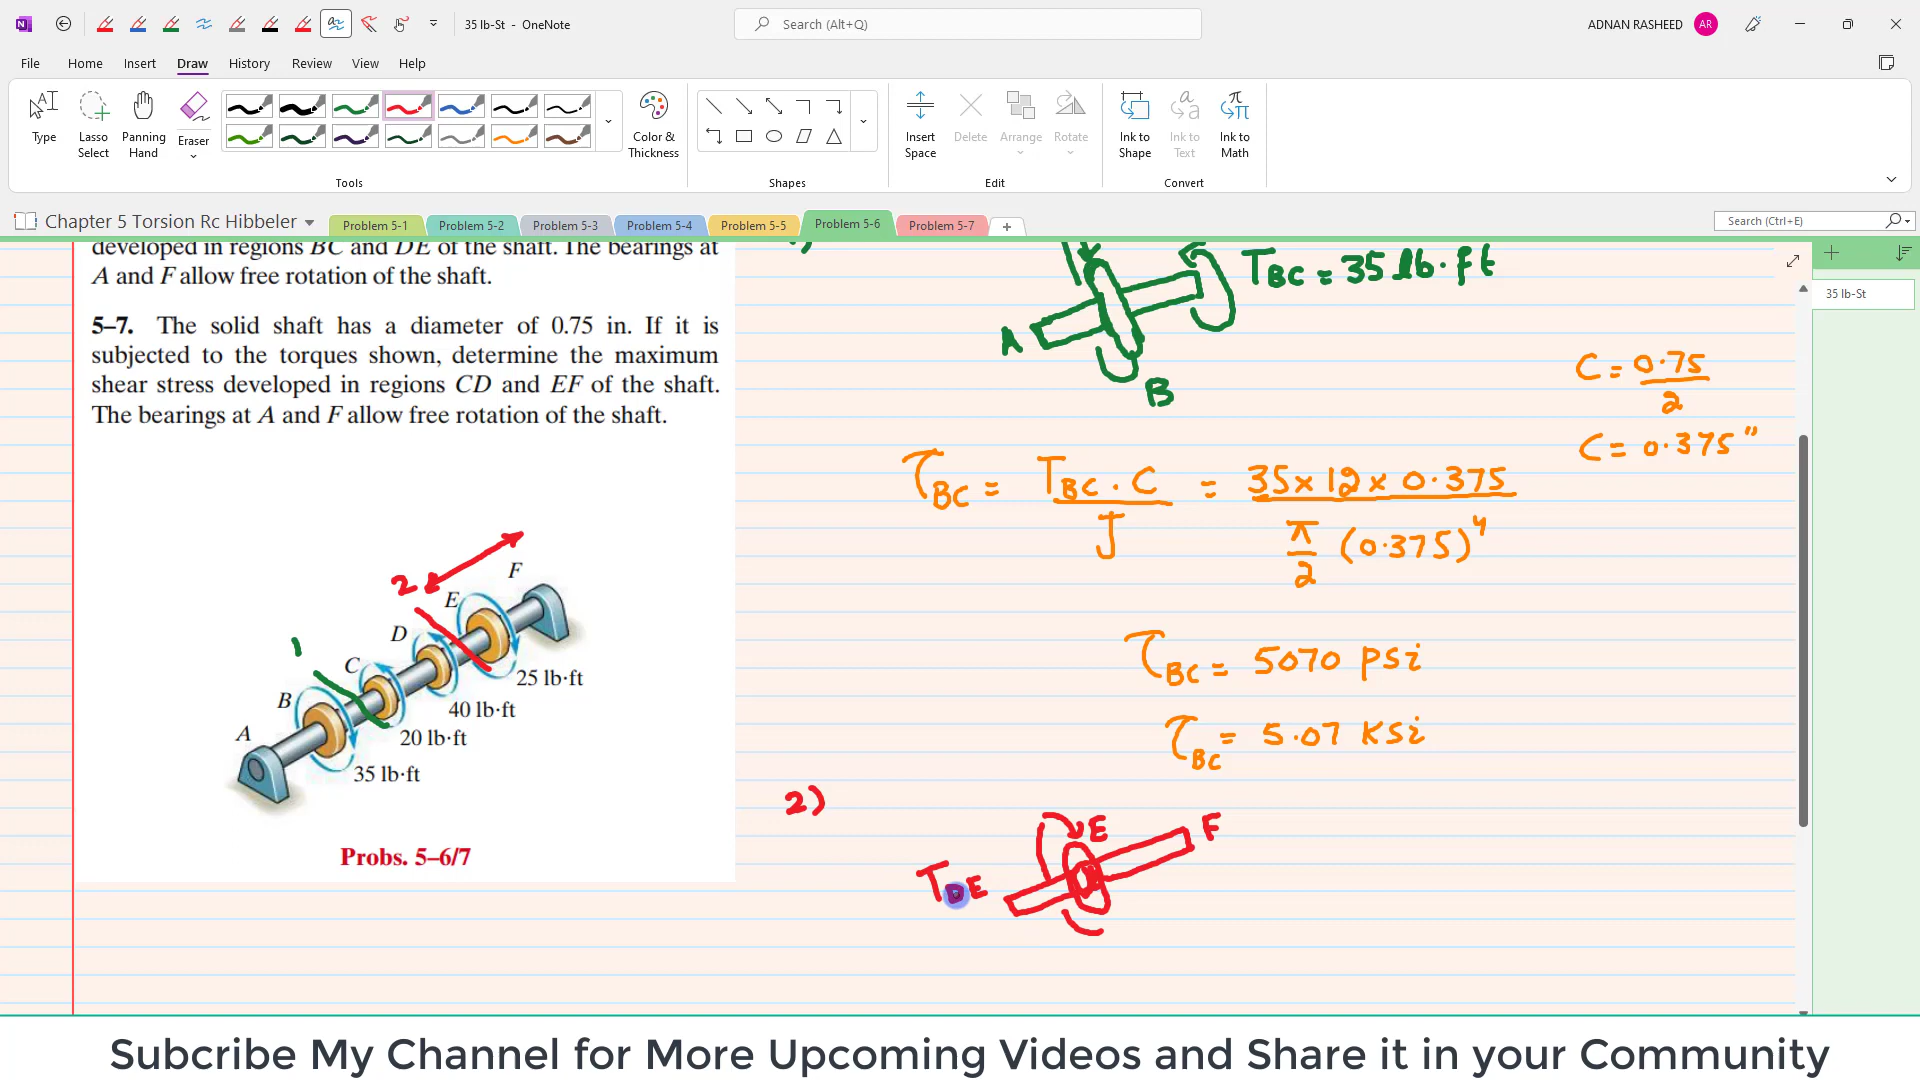 35 lb-St - OneNote
Search (Alt+Q)
ADNAN RASHEED
AR
File Home Insert Draw History Review View Help
Type
Lasso Select
Panning Hand
Eraser
Color & Thickness
Insert Space
Delete
Arrange
Rotate
Ink to Shape
Ink to Text
Ink to Math
Tools
Shapes
Edit
Convert
Chapter 5 Torsion Rc Hibbeler
Problem 5-1
Problem 5-2
Problem 5-3
Problem 5-4
Problem 5-5
Problem 5-6
Problem 5-7
Search (Ctrl+E)
35 lb-St
developed in regions BC and DE of the shaft. The bearings at
A and F allow free rotation of the shaft.
5–7. The solid shaft has a diameter of 0.75 in. If it is
subjected to the torques shown, determine the maximum
shear stress developed in regions CD and EF of the shaft.
The bearings at A and F allow free rotation of the shaft.
2
F
E
D
1
C
B
A
25 lb·ft
40 lb·ft
20 lb·ft
35 lb·ft
Probs. 5–6/7
TBC = 35 lb·ft
A
B
C = 0.75
2
C = 0.375"
τBC = TBC . C = 35 x 12 x 0.375
J π/2 (0.375)4
τBC = 5070 psi
τBC = 5.07 Ksi
2)
E
F
TDE
Subcribe My Channel for More Upcoming Videos and Share it in your Community